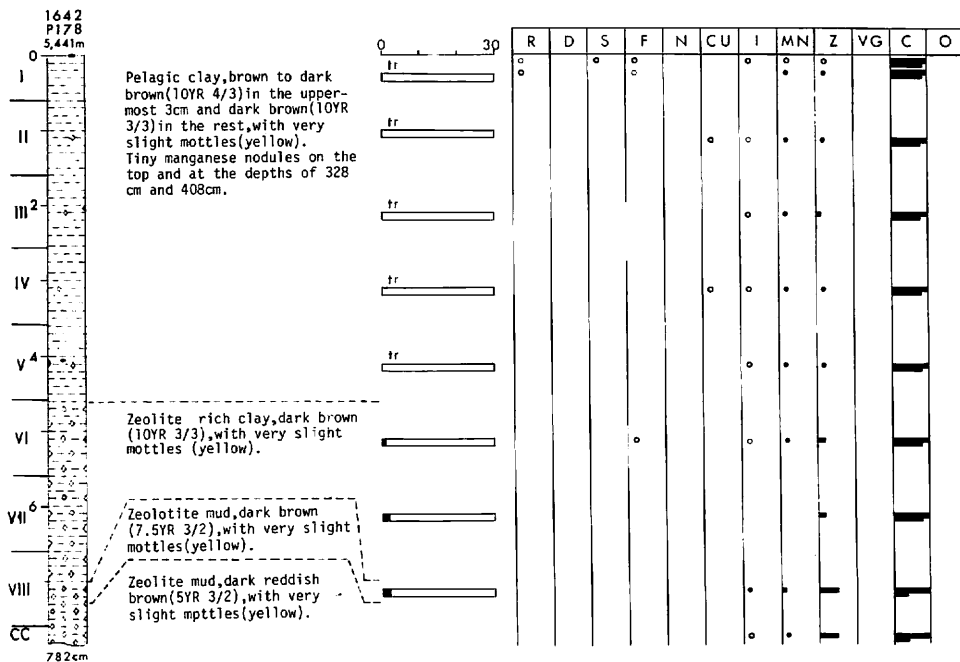 1642
P178
5,441m
0 30
R D S F N CU I MN Z VG C O
0
I
tr
Pelagic clay,brown to dark
brown(10YR 4/3)in the upper-
most 3cm and dark brown(10YR
3/3)in the rest,with very
slight mottles(yellow).
Tiny manganese nodules on the
top and at the depths of 328
cm and 408cm.
II
tr
III 2
tr
IV
tr
V 4
tr
Zeolite rich clay,dark brown
(10YR 3/3),with very slight
mottles (yellow).
VI
VII 6
Zeolotite mud,dark brown
(7.5YR 3/2),with very slight
mottles(yellow).
VIII
Zeolite mud,dark reddish
brown(5YR 3/2),with very
slight mpttles(yellow).
CC
782cm